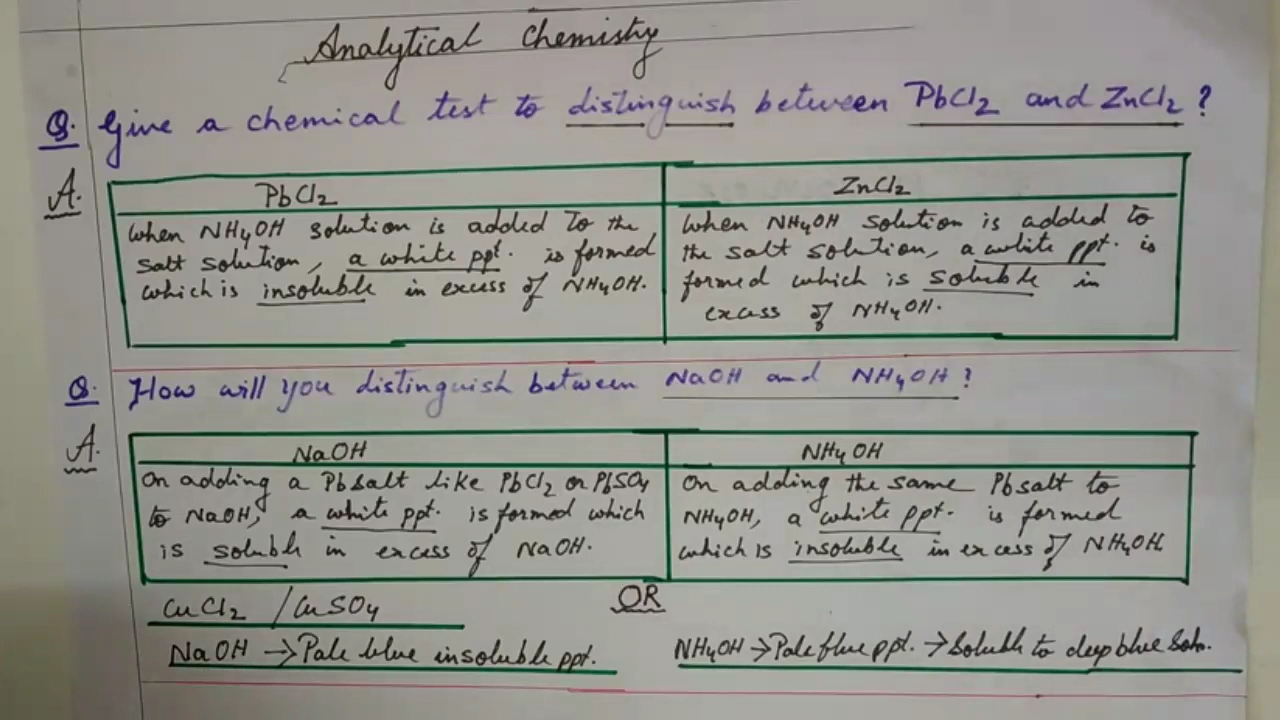 Analytical Chemistry
Q. Give a chemical test to distinguish between PbCl2 and ZnCl2?
A.
PbCl2
When NH4OH solution is added to the
salt solution, a white ppt. is formed
which is insoluble in excess of NH4OH.
ZnCl2
When NH4OH solution is added to
the salt solution, a white ppt. is
formed which is soluble in
excess of NH4OH.
Q. How will you distinguish between NaOH and NH4OH?
A.
NaOH
On adding a Pb salt like PbCl2 or PbSO4
to NaOH, a white ppt. is formed which
is soluble in excess of NaOH.
NH4OH
On adding the same Pb salt to
NH4OH, a white ppt. is formed
which is insoluble in excess of NH4OH.
OR
CuCl2 / CuSO4
NaOH → Pale blue insoluble ppt.
NH4OH → Pale blue ppt. → Soluble to deep blue soln.